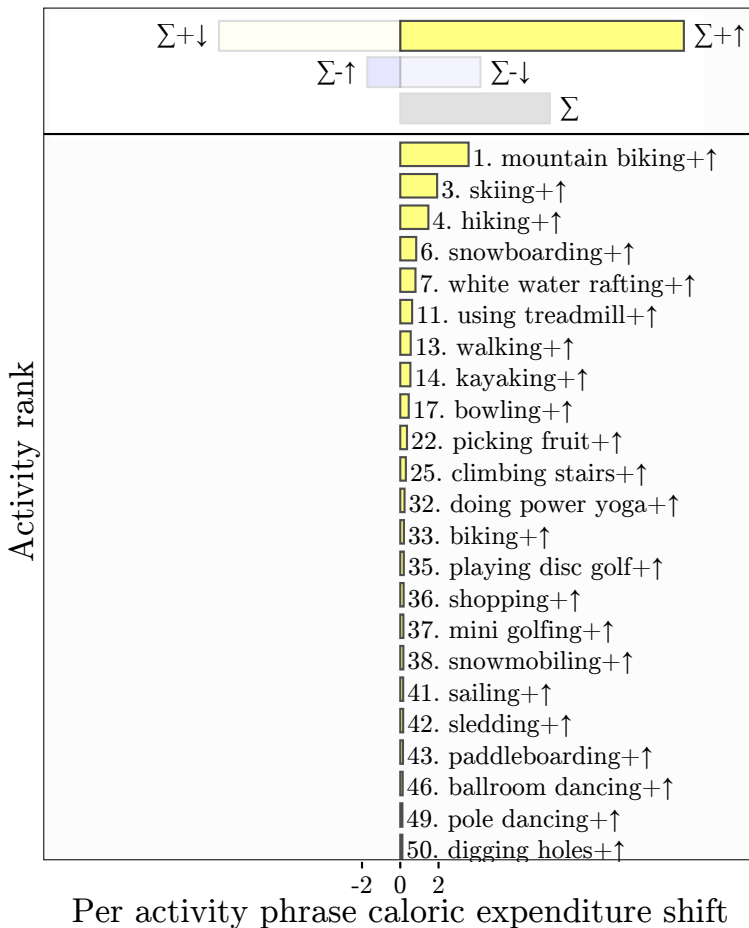 ∑+↓ ∑+↑
∑-↑ ∑-↓
∑
1. mountain biking+↑
3. skiing+↑
4. hiking+↑
6. snowboarding+↑
7. white water rafting+↑
11. using treadmill+↑
13. walking+↑
14. kayaking+↑
17. bowling+↑
22. picking fruit+↑
25. climbing stairs+↑
32. doing power yoga+↑
33. biking+↑
35. playing disc golf+↑
36. shopping+↑
37. mini golfing+↑
38. snowmobiling+↑
41. sailing+↑
42. sledding+↑
43. paddleboarding+↑
46. ballroom dancing+↑
49. pole dancing+↑
50. digging holes+↑
Activity rank
-2 0 2
Per activity phrase caloric expenditure shift